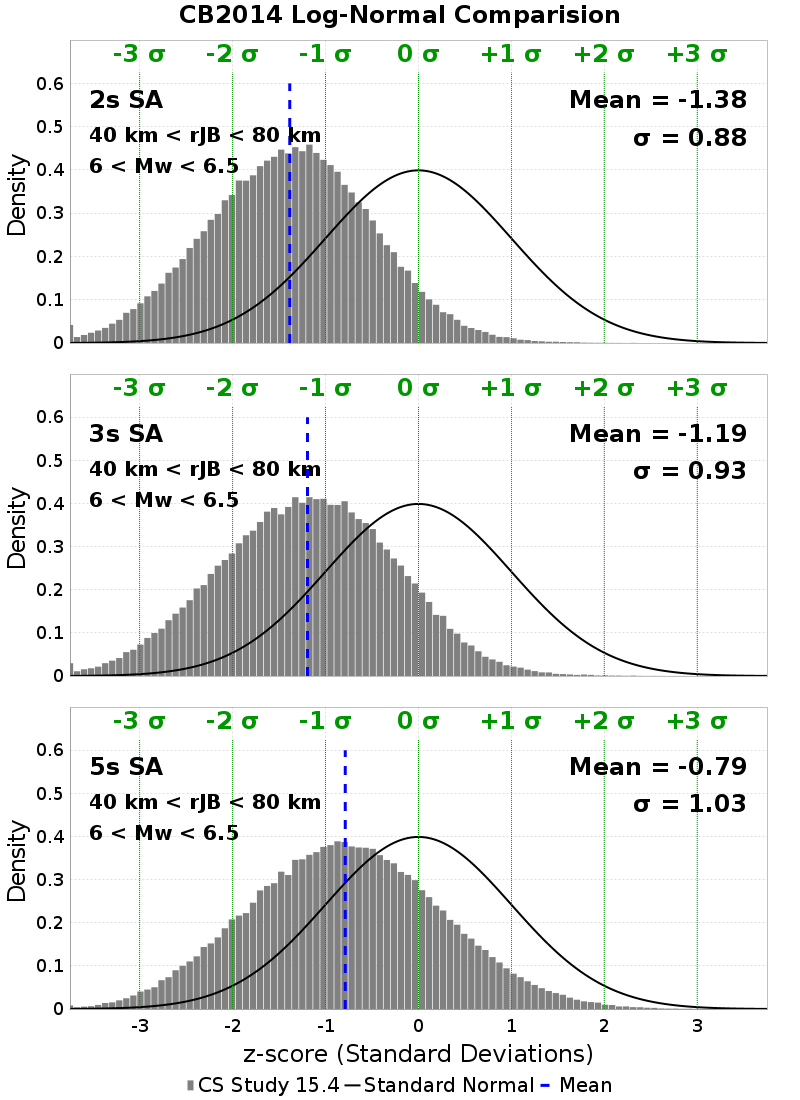 CB2014 Log-Normal Comparision
-3 σ -2 σ -1 σ 0 σ +1 σ +2 σ +3 σ
0.6
2s SA Mean = -1.38
0.5
40 km < rJB < 80 km σ = 0.88
6 < Mw < 6.5
0.4
Density
0.3
0.2
0.1
0
-3 σ -2 σ -1 σ 0 σ +1 σ +2 σ +3 σ
0.6
3s SA Mean = -1.19
0.5
40 km < rJB < 80 km σ = 0.93
6 < Mw < 6.5
0.4
Density
0.3
0.2
0.1
0
-3 σ -2 σ -1 σ 0 σ +1 σ +2 σ +3 σ
0.6
5s SA Mean = -0.79
0.5
40 km < rJB < 80 km σ = 1.03
6 < Mw < 6.5
0.4
Density
0.3
0.2
0.1
0
-3 -2 -1 0 1 2 3
z-score (Standard Deviations)
CS Study 15.4 Standard Normal Mean